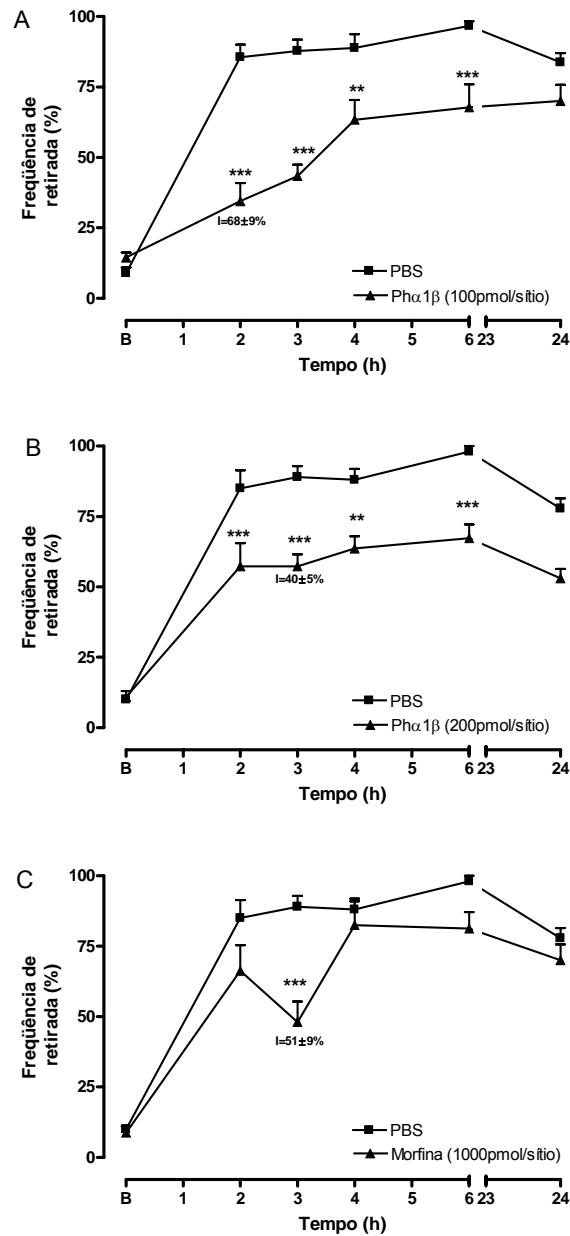 A
Freqüência de
retirada (%)
100
75
50
25
0
***
***
**
***
I=68±9%
PBS
Phα1β (100pmol/sítio)
B 1 2 3 4 5 6 23 24
Tempo (h)
B
Freqüência de
retirada (%)
100
75
50
25
0
***
***
**
***
I=40±5%
PBS
Phα1β (200pmol/sítio)
B 1 2 3 4 5 6 23 24
Tempo (h)
C
Freqüência de
retirada (%)
100
75
50
25
0
***
I=51±9%
PBS
Morfina (1000pmol/sítio)
B 1 2 3 4 5 6 23 24
Tempo (h)